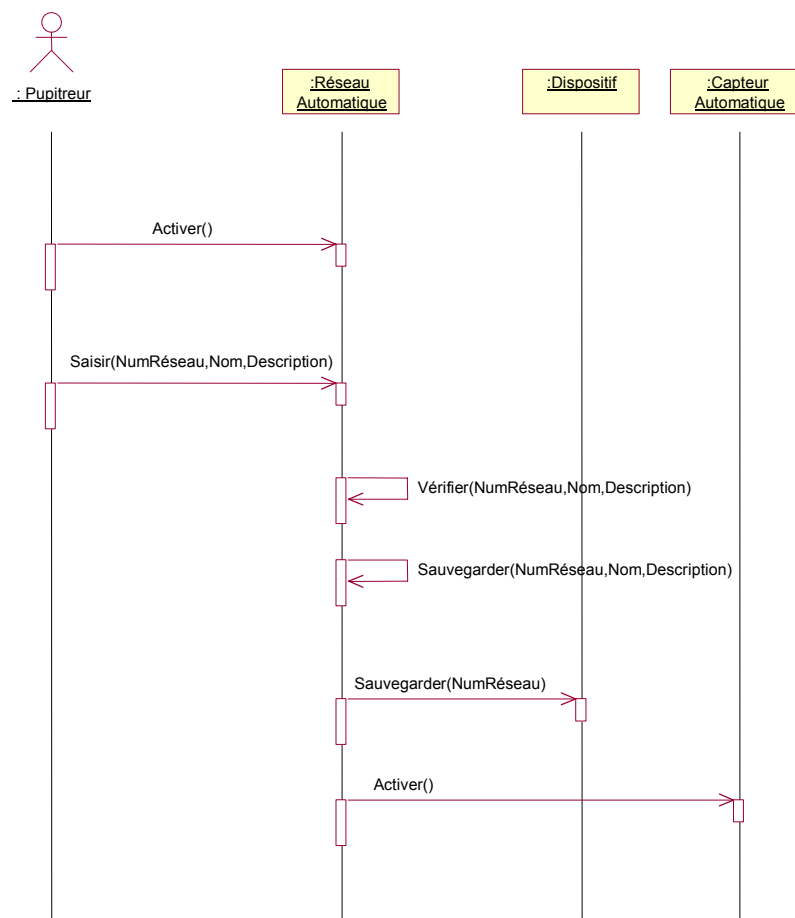 : Pupitreur
:Réseau
Automatique
:Dispositif
:Capteur
Automatique
Activer()
Saisir(NumRéseau,Nom,Description)
Vérifier(NumRéseau,Nom,Description)
Sauvegarder(NumRéseau,Nom,Description)
Sauvegarder(NumRéseau)
Activer()